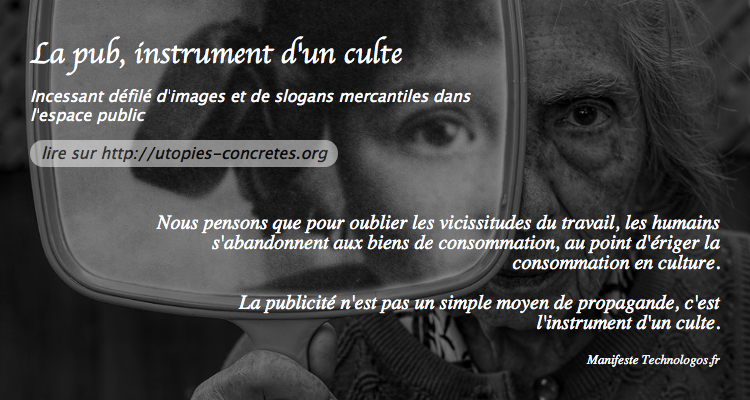 La pub, instrument d'un culte
Incessant défilé d'images et de slogans mercantiles dans
l'espace public
lire sur http://utopies-concretes.org
Nous pensons que pour oublier les vicissitudes du travail, les humains
s'abandonnent aux biens de consommation, au point d'ériger la
consommation en culture.
La publicité n'est pas un simple moyen de propagande, c'est
l'instrument d'un culte.
Manifeste Technologos.fr